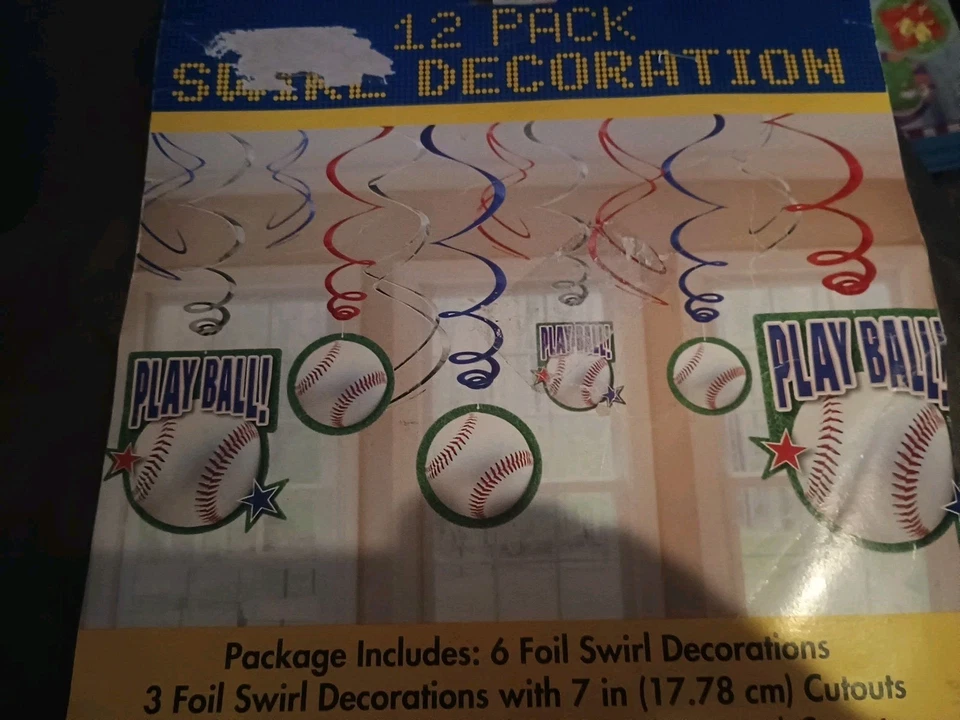 12 PACK
SWIRL DECORATION
PLAY BALL!
PLAY BALL!
PLAY BALL!
Package Includes: 6 Foil Swirl Decorations
3 Foil Swirl Decorations with 7 in (17.78 cm) Cutouts